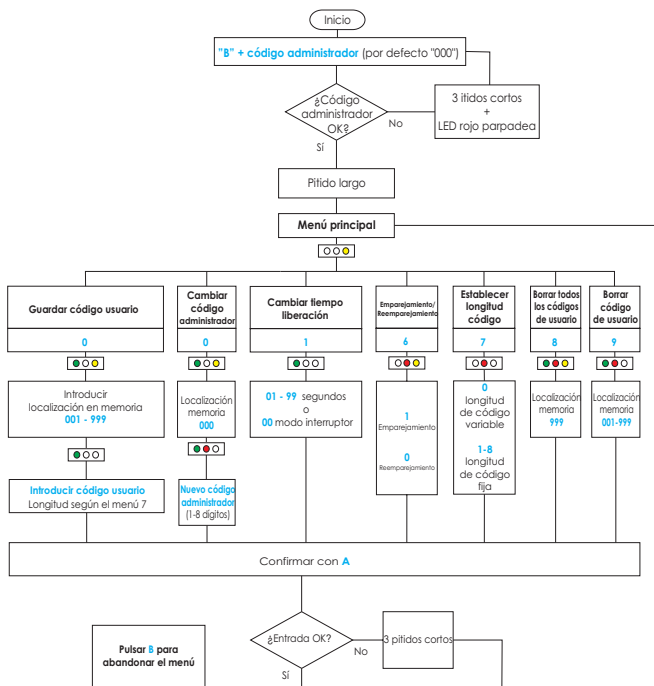 Inicio
"B" + código administrador (por defecto "000")
¿Código
administrador
OK?
No
3 itidos cortos
+
LED rojo parpadea
Sí
Pitido largo
Menú principal
Guardar código usuario
0
Cambiar
código
administrador
0
Cambiar tiempo
liberación
1
Emparejamiento/
Reemparejamiento
6
Establecer
longitud
código
7
Borrar todos
los códigos
de usuario
8
Borrar
código
de usuario
9
Introducir
localización en memoria
001 - 999
Localización
memoria
000
01 - 99 segundos
o
00 modo interruptor
1
Emparejamiento
0
Reemparejamiento
0
longitud
de código
variable
1-8
longitud
de código
fija
Localización
memoria
999
Localización
memoria
001-999
Introducir código usuario
Longitud según el menú 7
Nuevo código
administrador
(1-8 digitos)
Confirmar con A
Pulsar B para
abandonar el menú
¿Entrada OK?
No
3 pitidos cortos
Sí